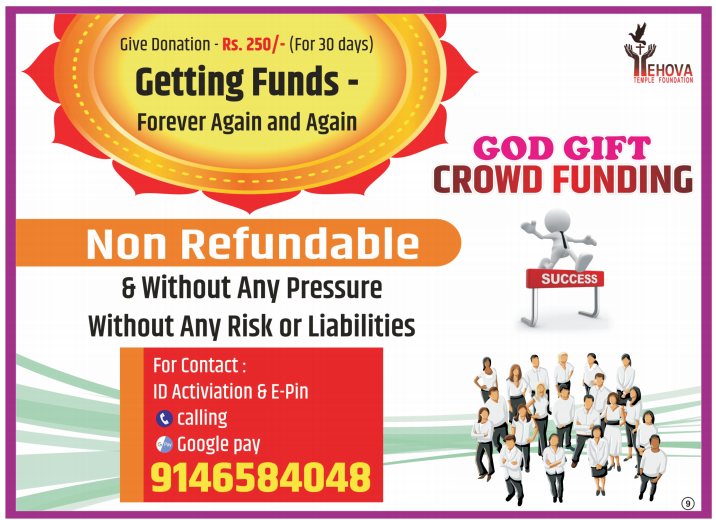 Give Donation - Rs. 250/- (For 30 days)
Getting Funds -
Forever Again and Again
YEHOVA
TEMPLE FOUNDATION
GOD GIFT
CROWD FUNDING
Non Refundable
& Without Any Pressure
Without Any Risk or Liabilities
SUCCESS
For Contact :
ID Activiation & E-Pin
calling
Google pay
9146584048
9